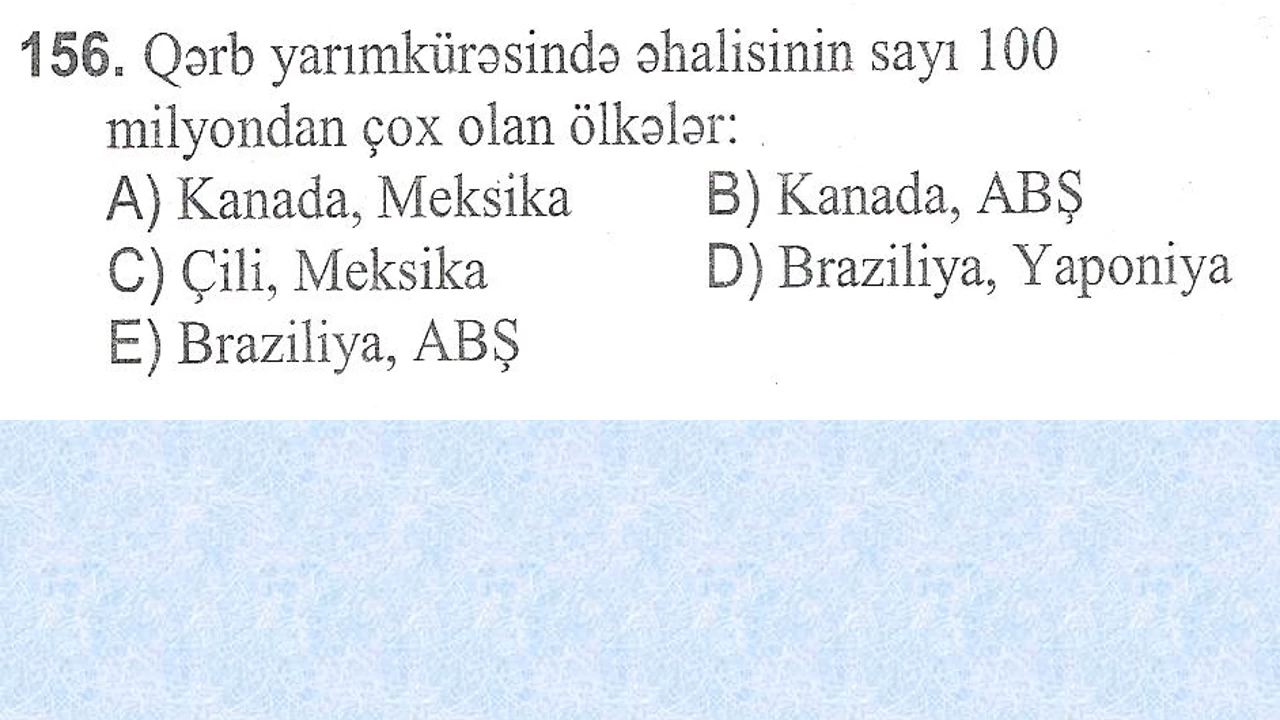 156. Qərb yarımkürəsində əhalisinin sayı 100
milyondan çox olan ölkələr:
A) Kanada, Meksika B) Kanada, ABŞ
C) Çili, Meksika D) Braziliya, Yaponiya
E) Braziliya, ABŞ